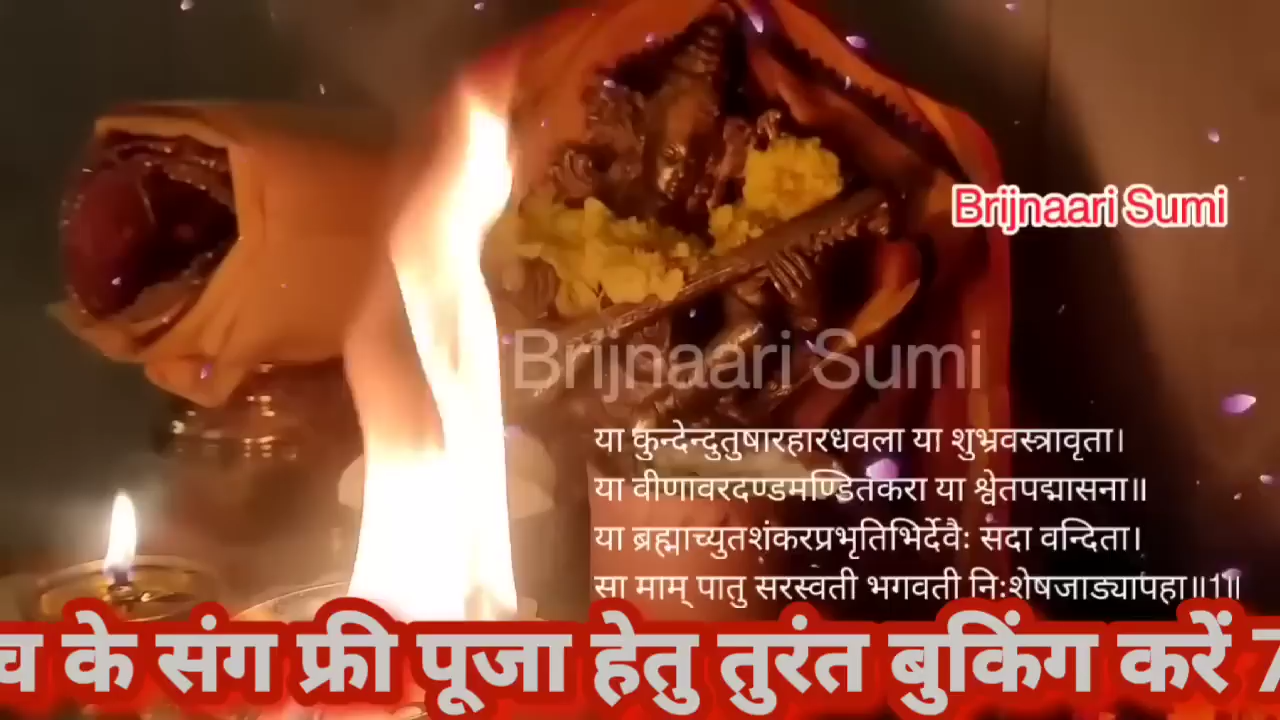 Brijnaari Sumi
Brijnaari Sumi
या कुन्देन्दुतुषारहारधवला या शुभ्रवस्त्रावृता।
या वीणावरदण्डमण्डितकरा या श्वेतपद्मासना॥
या ब्रह्माच्युतशंकरप्रभृतिभिर्देवैः सदा वन्दिता।
सा माम् पातु सरस्वती भगवती निःशेषजाड्यापहा॥1॥
के संग फ्री पूजा हेतु तुरंत बुकिंग करें 7